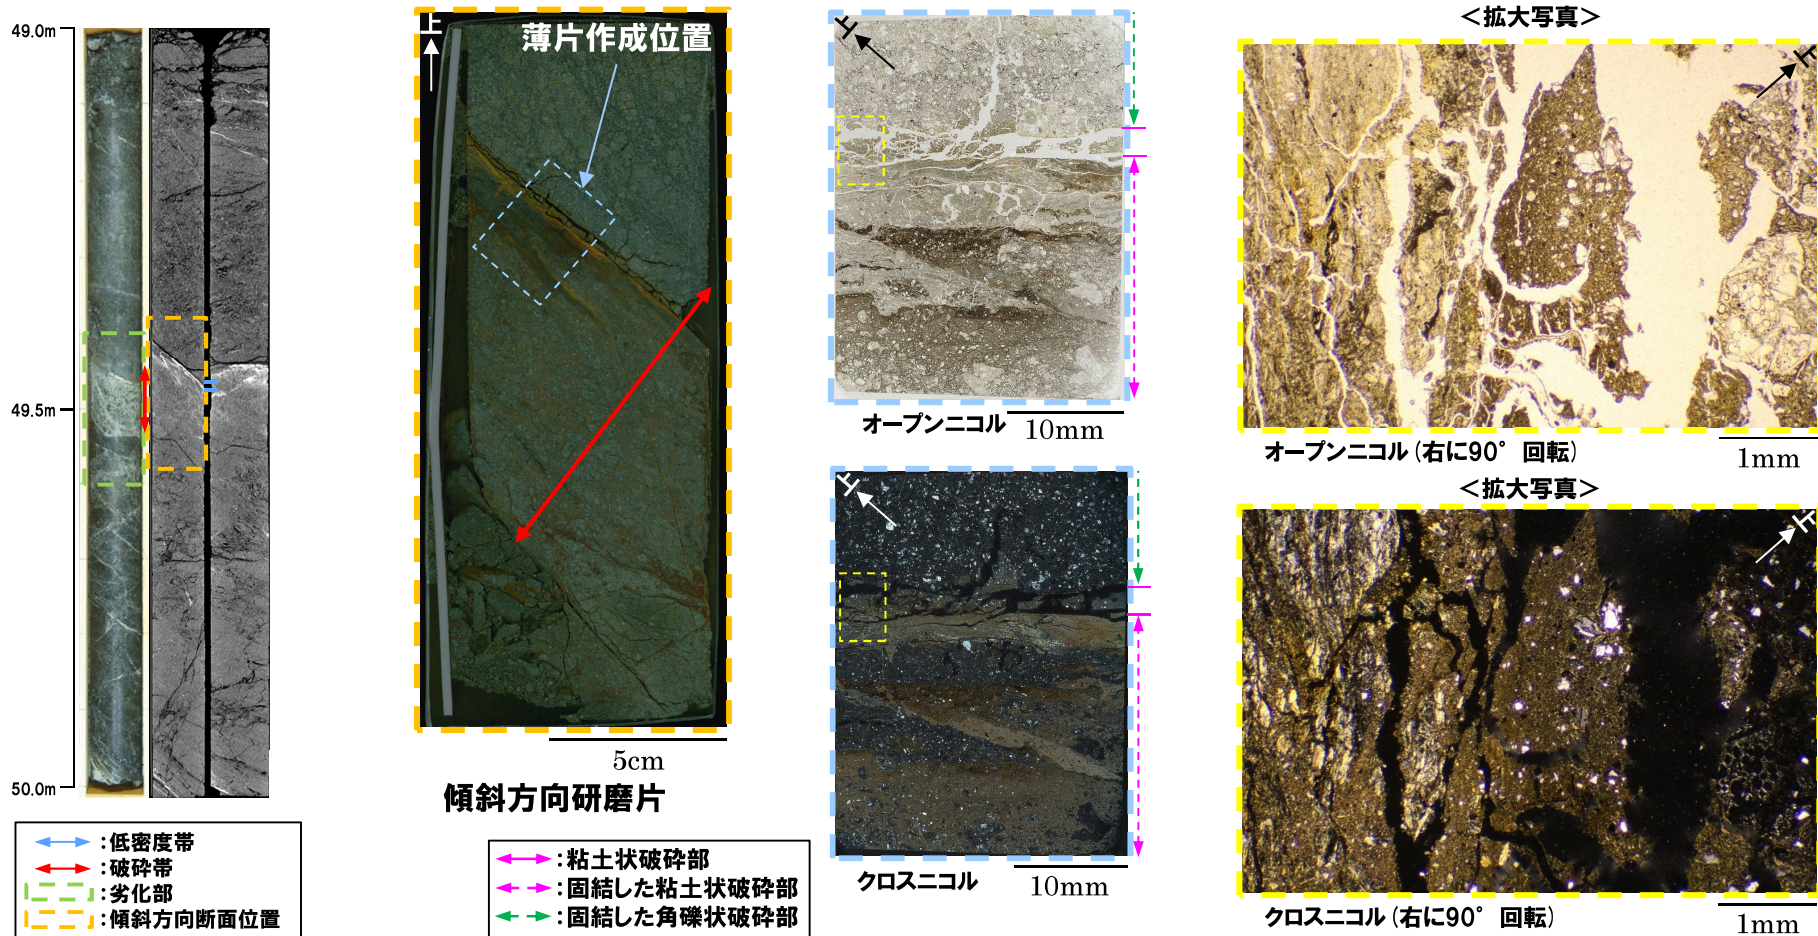 49.0m
49.5m
50.0m
:低密度帯
:破砕帯
:劣化部
:傾斜方向断面位置
上
薄片作成位置
5cm
傾斜方向研磨片
:粘土状破砕部
:固結した粘土状破砕部
:固結した角礫状破砕部
上
オープンニコル
10mm
上
クロスニコル
10mm
<拡大写真>
上
オープンニコル(右に90°回転)
1mm
<拡大写真>
上
クロスニコル(右に90°回転)
1mm